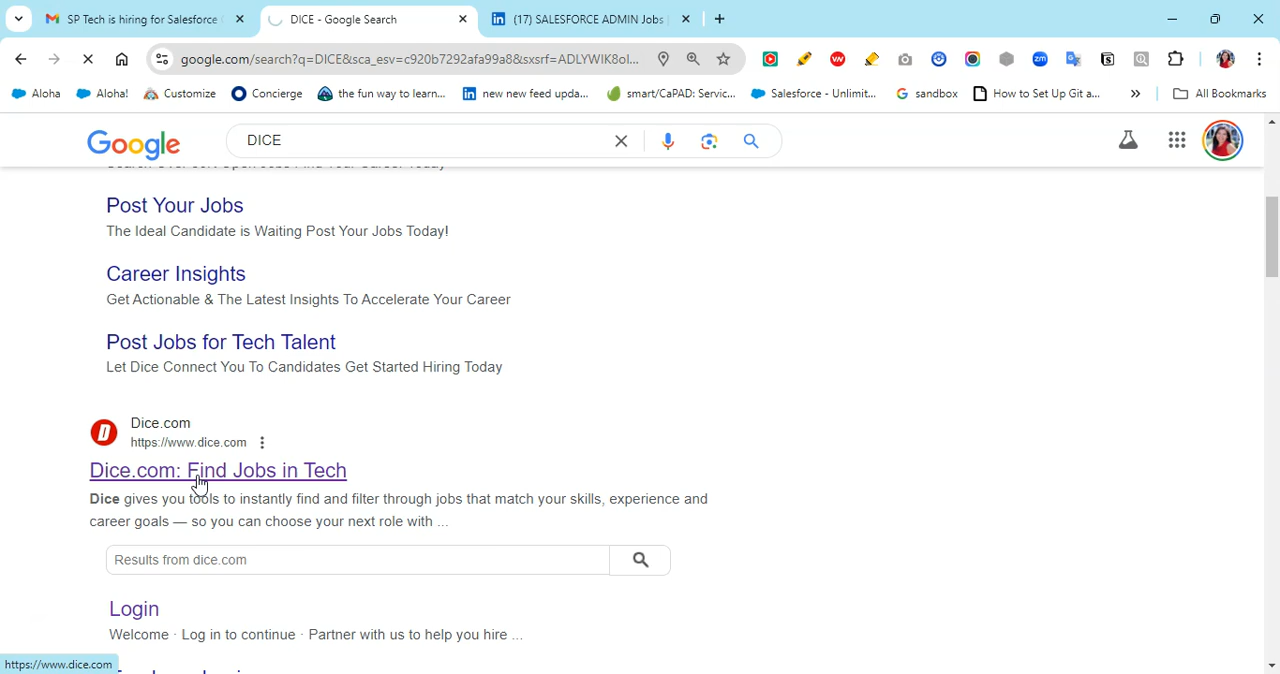 SP Tech is hiring for Salesforce
DICE - Google Search
(17) SALESFORCE ADMIN Jobs
google.com/search?q=DICE&sca_esv=c920b7292afa99a8&sxsrf=ADLYWIK8ol...
Aloha
Aloha!
Customize
Concierge
the fun way to learn...
new new feed upda...
smart/CaPAD: Servic...
Salesforce - Unlimit...
sandbox
How to Set Up Git a...
»
All Bookmarks
Google
DICE
Post Your Jobs
The Ideal Candidate is Waiting Post Your Jobs Today!
Career Insights
Get Actionable & The Latest Insights To Accelerate Your Career
Post Jobs for Tech Talent
Let Dice Connect You To Candidates Get Started Hiring Today
Dice.com
https://www.dice.com
Dice.com: Find Jobs in Tech
Dice gives you tools to instantly find and filter through jobs that match your skills, experience and
career goals — so you can choose your next role with ...
Results from dice.com
Login
Welcome · Log in to continue · Partner with us to help you hire ...
https://www.dice.com